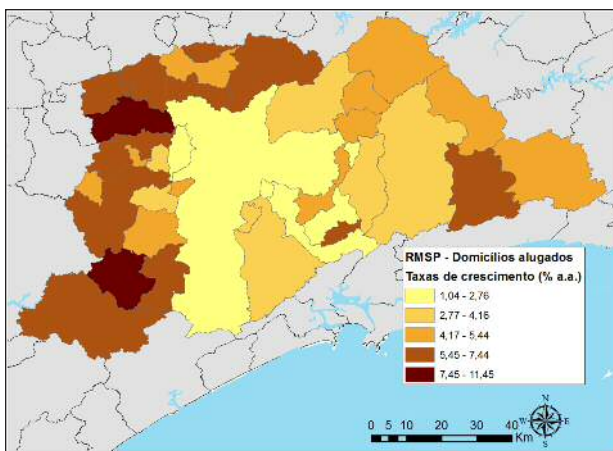 RMSP - Domicílios alugados
Taxas de crescimento (% a.a.)
1,04 - 2,76
2,77 - 4,16
4,17 - 5,44
5,45 - 7,44
7,45 - 11,45
N
W E
S
0 5 10 20 30 40
Km